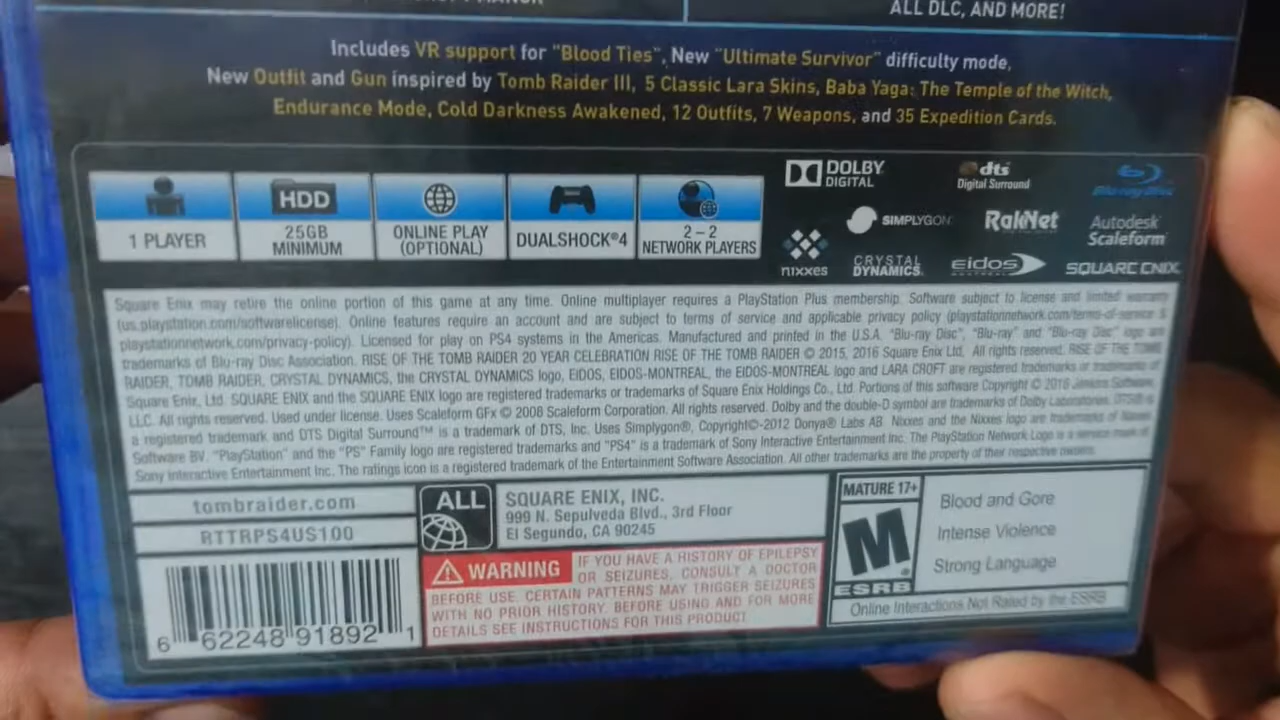 ALL DLC, AND MORE!
Includes VR support for "Blood Ties", New "Ultimate Survivor" difficulty mode,
New Outfit and Gun inspired by Tomb Raider III, 5 Classic Lara Skins, Baba Yaga: The Temple of the Witch,
Endurance Mode, Cold Darkness Awakened, 12 Outfits, 7 Weapons, and 35 Expedition Cards.
1 PLAYER
HDD
25GB
MINIMUM
ONLINE PLAY
(OPTIONAL)
DUALSHOCK®4
2 – 2
NETWORK PLAYERS
DOLBY
DIGITAL
dts
Digital Surround
Blu-ray Disc
SIMPLYGON
RakNet
Autodesk
Scaleform
nixxes
CRYSTAL
DYNAMICS
eidos
SQUARE ENIX
Square Enix may retire the online portion of this game at any time. Online multiplayer requires a PlayStation Plus membership. Software subject to license and limited warranty
(us.playstation.com/softwarelicense). Online features require an account and are subject to terms of service and applicable privacy policy (playstationnetwork.com/terms-of-service &
playstationnetwork.com/privacy-policy). Licensed for play on PS4 systems in the Americas. Manufactured and printed in the U.S.A. "Blu-ray Disc", "Blu-ray" and "Blu-ray Disc" logo are
trademarks of Blu-ray Disc Association. RISE OF THE TOMB RAIDER 20 YEAR CELEBRATION RISE OF THE TOMB RAIDER © 2015, 2016 Square Enix Ltd. All rights reserved. RISE OF THE TOMB
RAIDER, TOMB RAIDER, CRYSTAL DYNAMICS, the CRYSTAL DYNAMICS logo, EIDOS, EIDOS-MONTREAL, the EIDOS-MONTREAL logo and LARA CROFT are registered trademarks or trademarks of
Square Enix, Ltd. SQUARE ENIX and the SQUARE ENIX logo are registered trademarks or trademarks of Square Enix Holdings Co., Ltd. Portions of this software Copyright © 2016 Jenkins Software,
LLC. All rights reserved. Used under license. Uses Scaleform GFx © 2008 Scaleform Corporation. All rights reserved. Dolby and the double-D symbol are trademarks of Dolby Laboratories. DTS® is
a registered trademark and DTS Digital Surround™ is a trademark of DTS, Inc. Uses Simplygon®, Copyright©-2012 Donya® Labs AB Nixxes and the Nixxes logo are trademarks of Nixxes
Software BV. "PlayStation" and the "PS" Family logo are registered trademarks and "PS4" is a trademark of Sony Interactive Entertainment Inc. The PlayStation Network Logo is a service mark of
Sony Interactive Entertainment Inc. The ratings icon is a registered trademark of the Entertainment Software Association. All other trademarks are the property of their respective owners.
tombraider.com
RTTRPS4US100
6 62248 91892 1
ALL
SQUARE ENIX, INC.
999 N. Sepulveda Blvd., 3rd Floor
El Segundo, CA 90245
WARNING IF YOU HAVE A HISTORY OF EPILEPSY
OR SEIZURES, CONSULT A DOCTOR
BEFORE USE. CERTAIN PATTERNS MAY TRIGGER SEIZURES
WITH NO PRIOR HISTORY. BEFORE USING AND FOR MORE
DETAILS SEE INSTRUCTIONS FOR THIS PRODUCT.
MATURE 17+
M
ESRB
Blood and Gore
Intense Violence
Strong Language
Online Interactions Not Rated by the ESRB